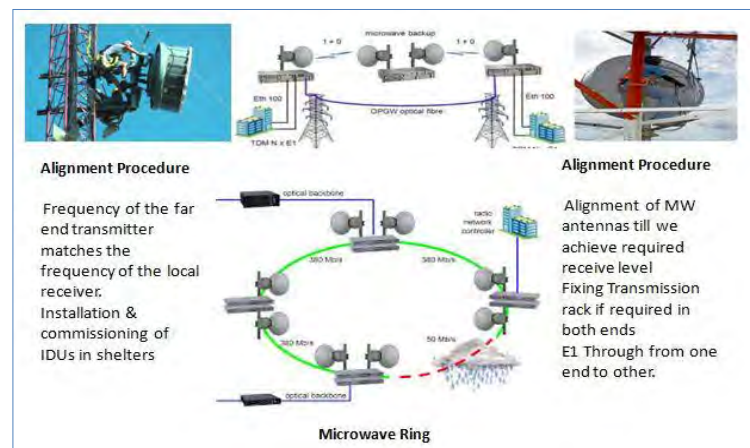 1 + 0
microwave backup
1 + 0
Eth 100
Eth 100
OPGW optical fibre
TDM N x E1
Alignment Procedure
Frequency of the far
end transmitter
matches the
frequency of the local
receiver.
Installation &
commissioning of
IDUs in shelters
optical backbone
radio
network
controller
380 Mb/s
380 Mb/s
380 Mb/s
50 Mb/s
optical backbone
Alignment Procedure
Alignment of MW
antennas till we
achieve required
receive level
Fixing Transmission
rack if required in
both ends
E1 Through from one
end to other.
Microwave Ring